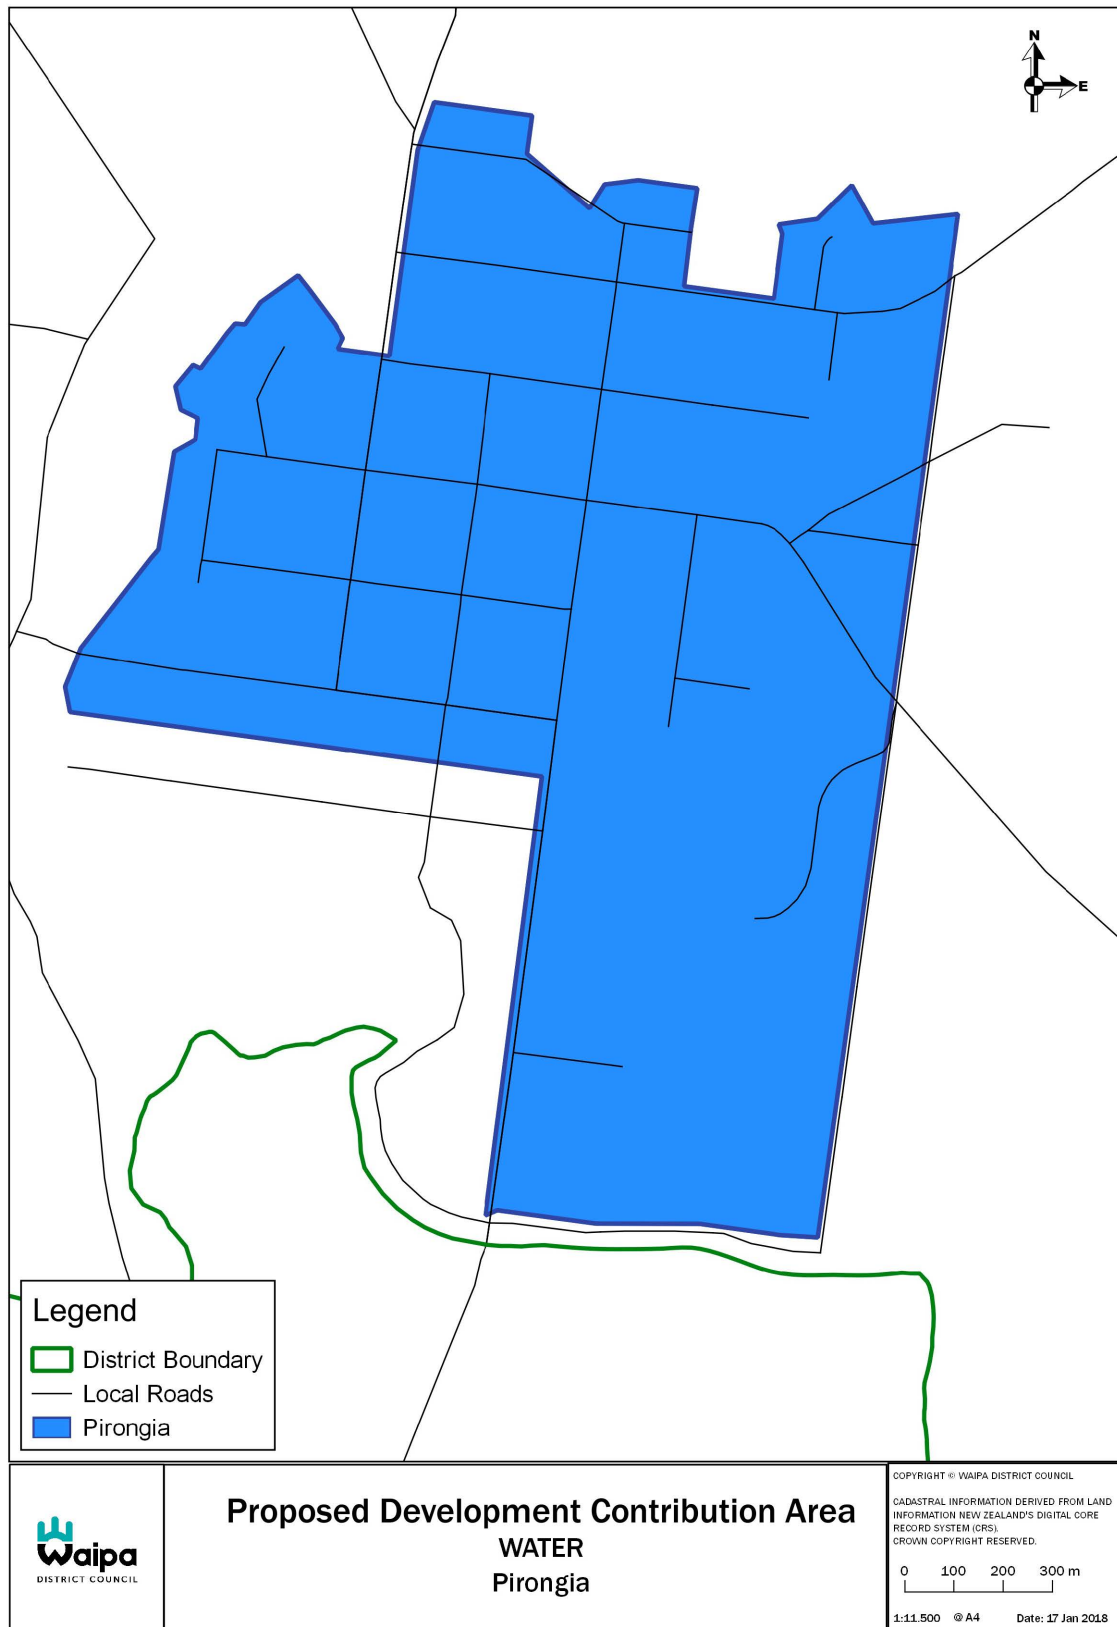 N
E
Legend
District Boundary
Local Roads
Pirongia
Waipa
DISTRICT COUNCIL
Proposed Development Contribution Area
WATER
Pirongia
COPYRIGHT © WAIPA DISTRICT COUNCIL
CADASTRAL INFORMATION DERIVED FROM LAND
INFORMATION NEW ZEALAND'S DIGITAL CORE
RECORD SYSTEM (CRS).
CROWN COPYRIGHT RESERVED.
0 100 200 300 m
1:11,500 @ A4 Date: 17 Jan 2018